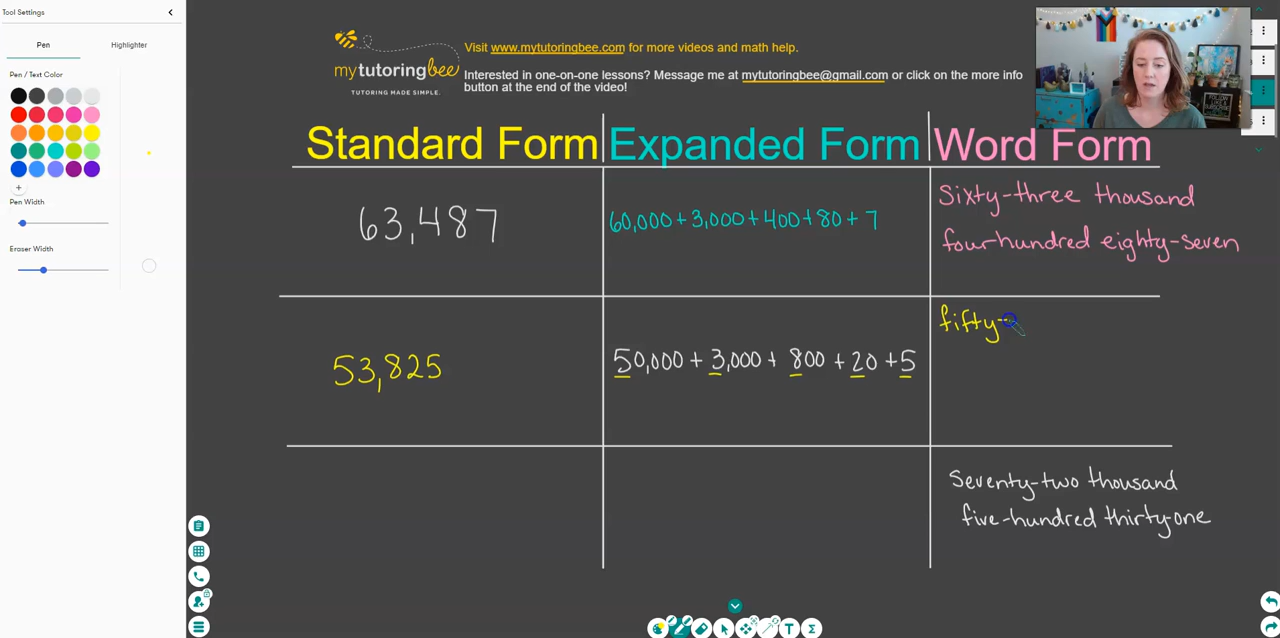 Tool Settings
Pen
Highlighter
Pen / Text Color
+
Pen Width
Eraser Width
mytutoringbee
TUTORING MADE SIMPLE.
Visit www.mytutoringbee.com for more videos and math help.
Interested in one-on-one lessons? Message me at mytutoringbee@gmail.com or click on the more info
button at the end of the video!
Standard Form
Expanded Form
Word Form
63,487
60,000+3,000+400+80+7
Sixty-three thousand
four hundred eighty-seven
53,825
50,000 + 3,000 + 800 + 20 + 5
fifty-
Seventy-two thousand
five-hundred thirty-one
T
Σ